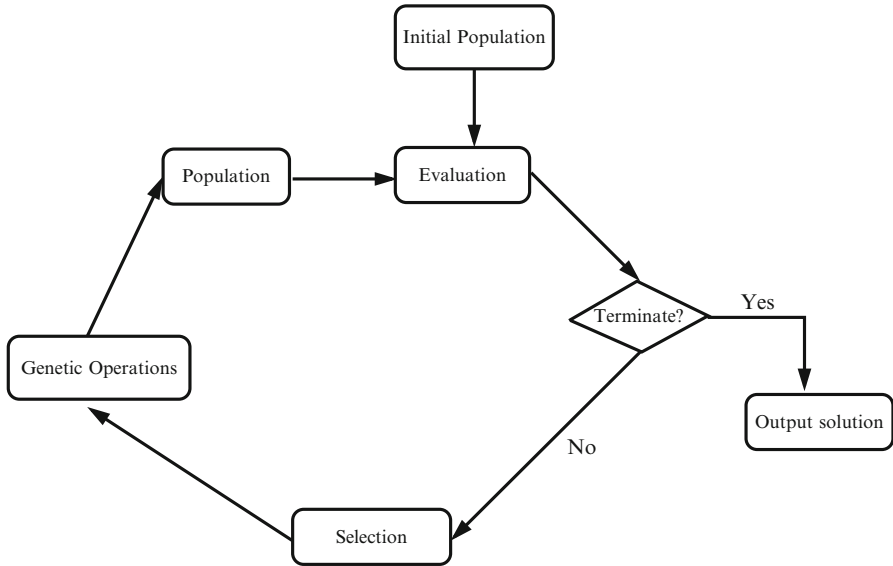 Initial Population
Population
Evaluation
Terminate?
Yes
Genetic Operations
Output solution
No
Selection